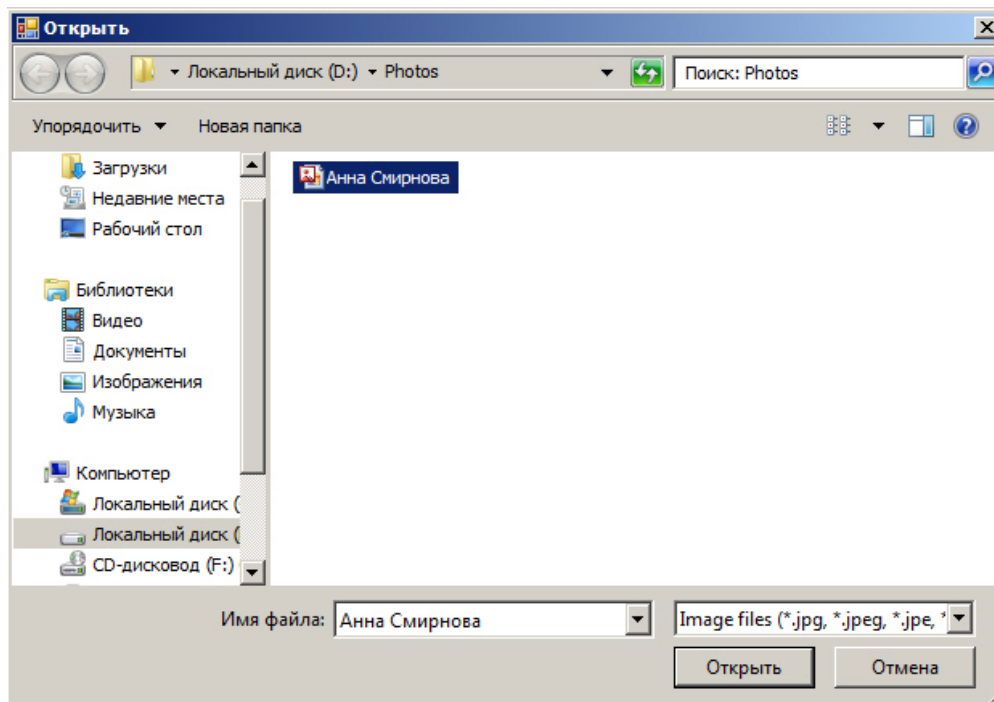 Открыть
Локальный диск (D:) Photos
Поиск: Photos
Упорядочить
Новая папка
Загрузки
Недавние места
Рабочий стол
Библиотеки
Видео
Документы
Изображения
Музыка
Компьютер
Локальный диск (
Локальный диск (
CD-дисковод (F:)
Анна Смирнова
Имя файла: Анна Смирнова
Image files (*.jpg, *.jpeg, *.jpe, *
Открыть
Отмена